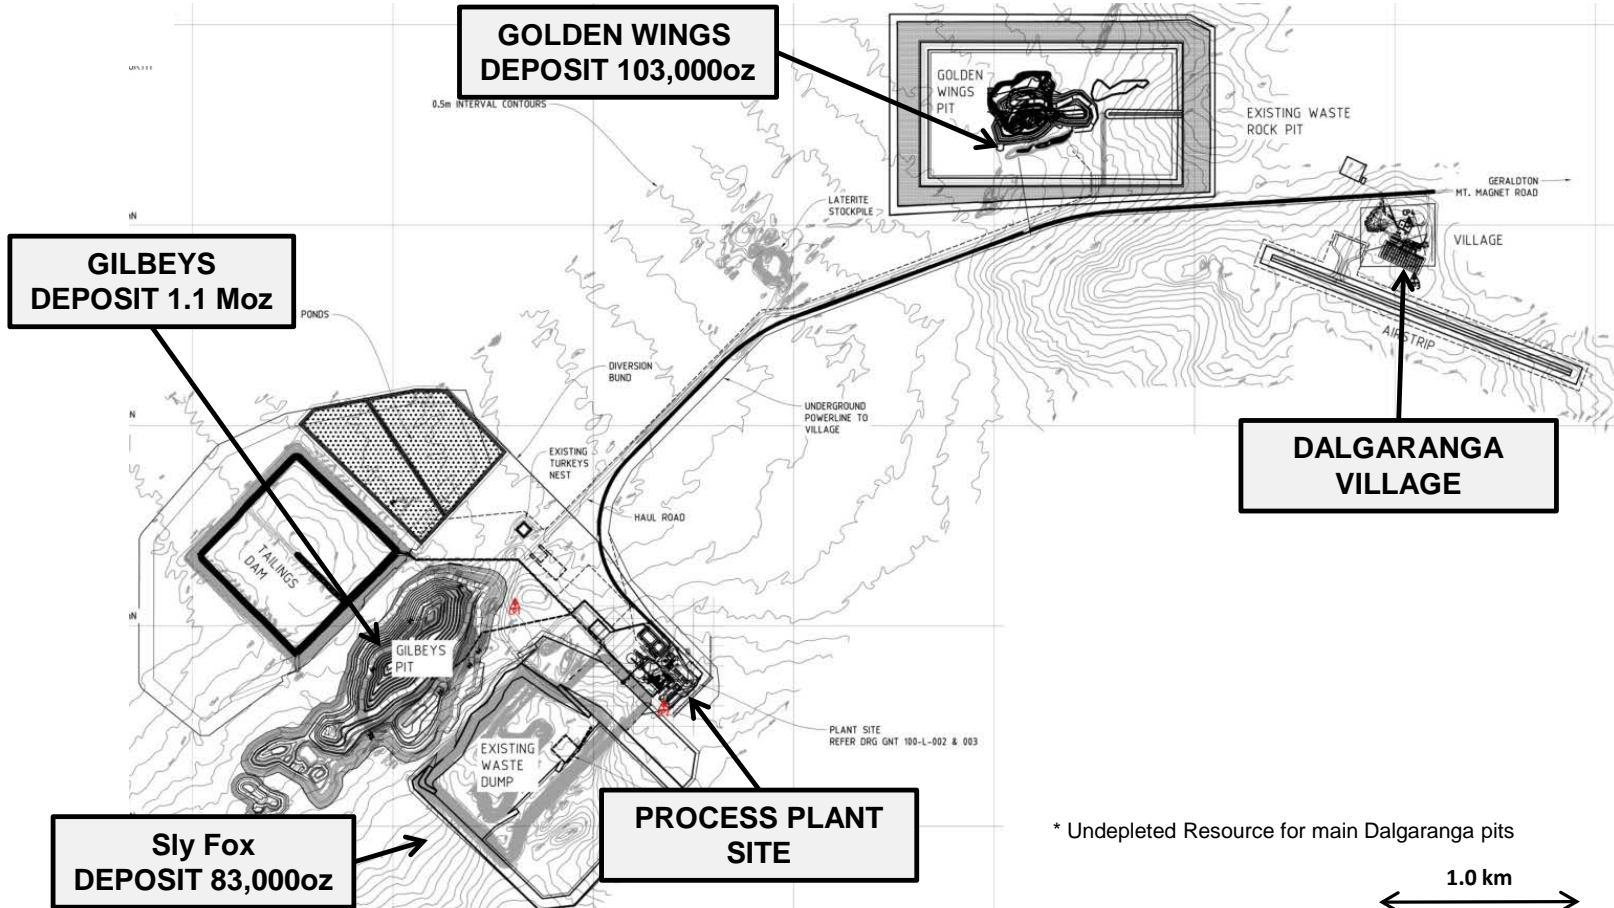 GOLDEN WINGS
DEPOSIT 103,000oz
GOLDEN
WINGS
PIT
0.5m INTERVAL CONTOURS
EXISTING WASTE
ROCK PIT
GERALDTON
MT. MAGNET ROAD
LATERITE
STOCKPILE
VILLAGE
GILBEYS
DEPOSIT 1.1 Moz
PONDS
AIRSTRIP
DIVERSION
BUND
UNDERGROUND
POWERLINE TO
VILLAGE
DALGARANGA
VILLAGE
EXISTING
TURKEYS
NEST
HAUL ROAD
TAILINGS
DAM
GILBEYS
PIT
PLANT SITE
REFER DRG GNT 100-L-002 & 003
EXISTING
WASTE
DUMP
PROCESS PLANT
SITE
Sly Fox
DEPOSIT 83,000oz
* Undepleted Resource for main Dalgaranga pits
1.0 km